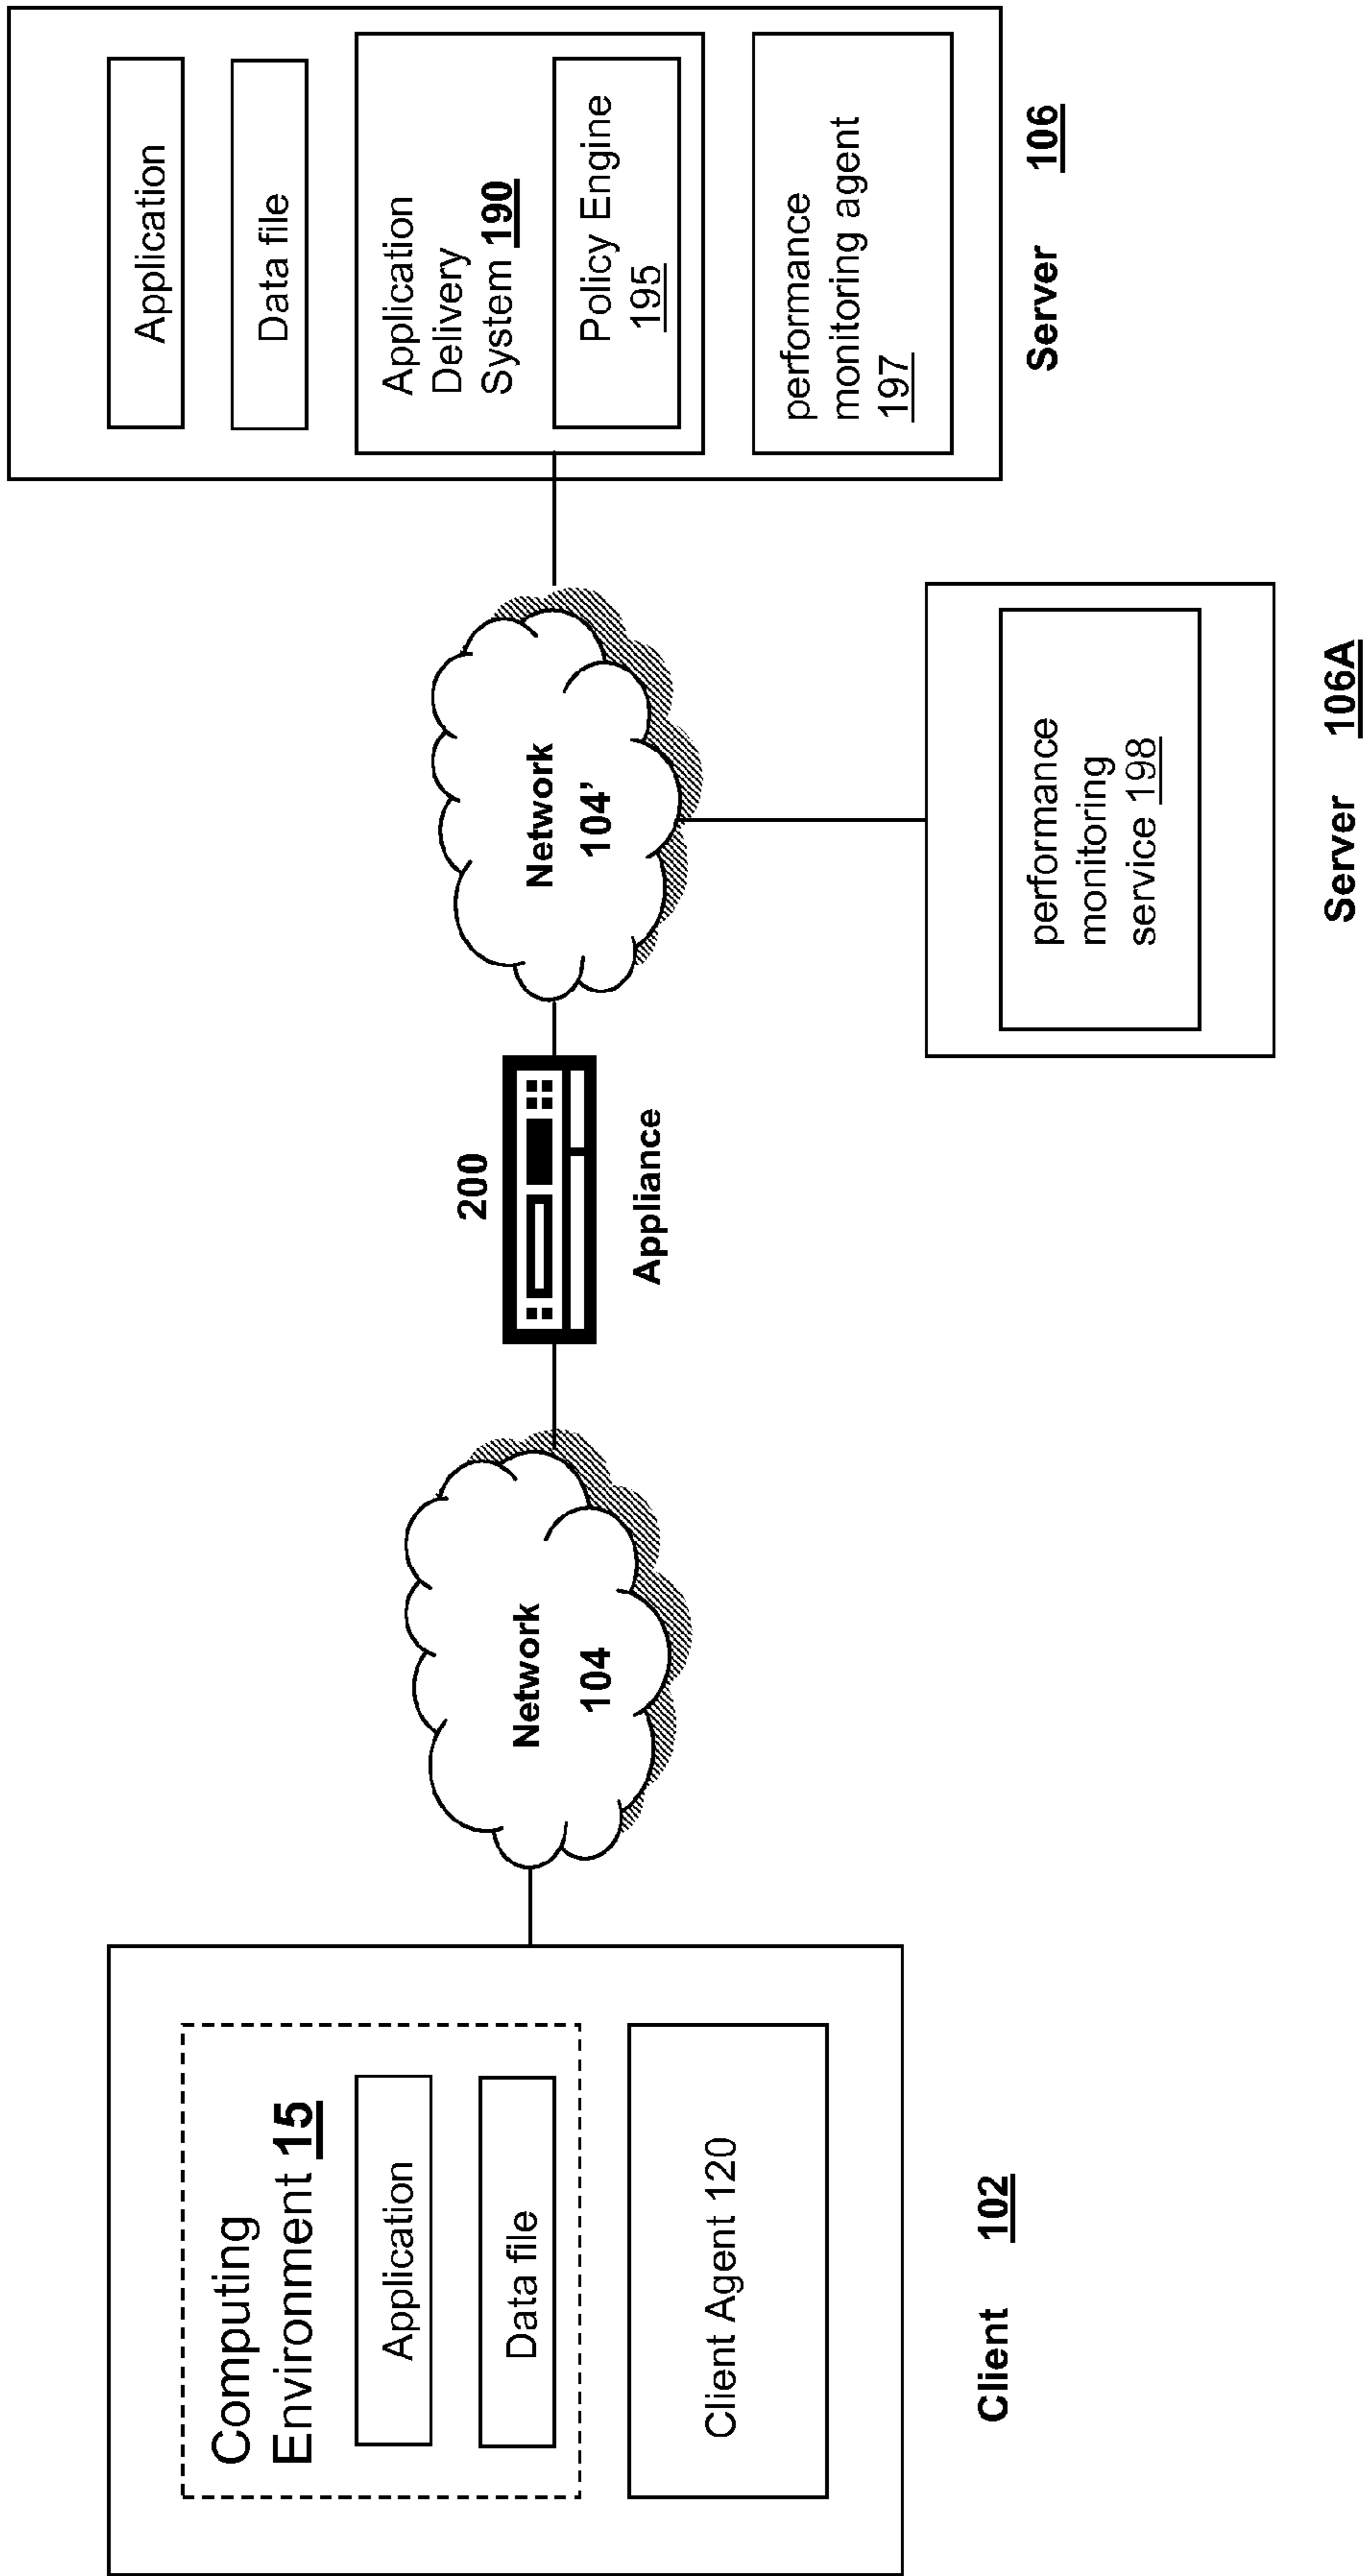 Computing
Environment 15
Application
Data file
Client Agent 120
Client 102
Network
104
200
Appliance
Network
104’
performance
monitoring
service 198
Server 106A
Application
Data file
Application
Delivery
System 190
Policy Engine
195
performance
monitoring agent
197
Server 106